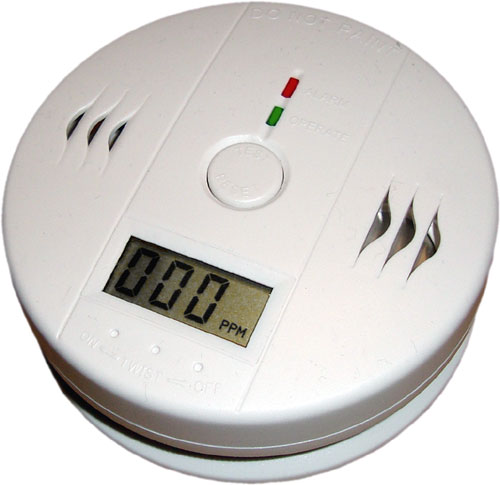 DO NOT PAINT
ALARM
OPERATE
TEST
RESET
000 PPM
ON TWIST OFF